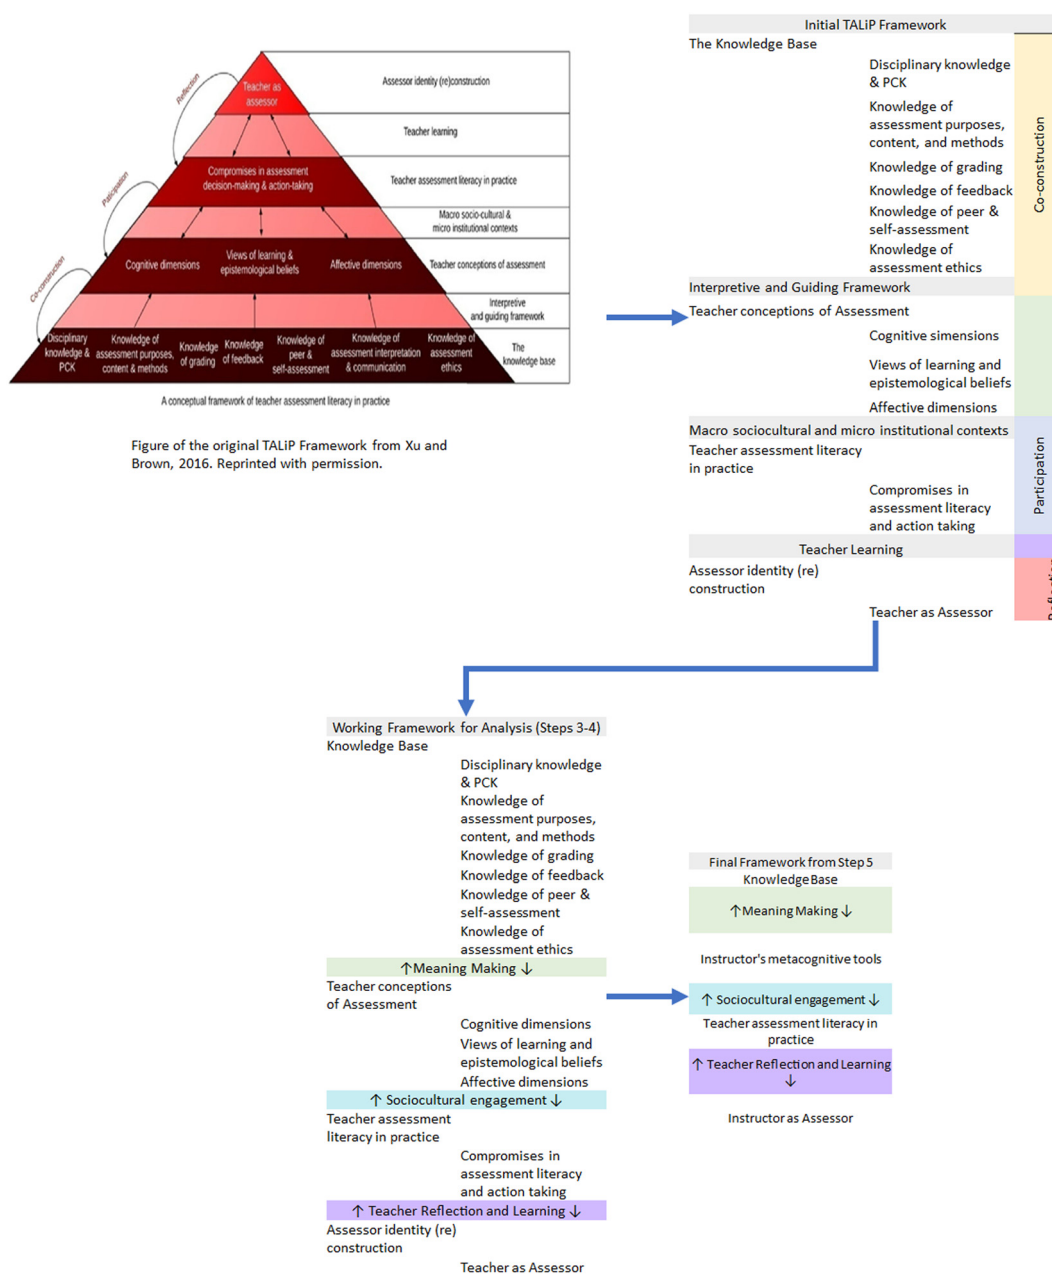 Reflection
Paticipation
Co-construction
Teacher as
assessor
Assessor identity (re)construction
Teacher learning
Compromises in assessment
decision-making & action-taking
Teacher assessment literacy in practice
Macro socio-cultural &
micro institutional contexts
Cognitive dimensions
Views of learning &
epistemological beliefs
Affective dimensions
Teacher conceptions of assessment
Interpretive
and guiding framework
Disciplinary
knowledge &
PCK
Knowledge of
assessment purposes,
content & methods
Knowledge
of grading
Knowledge
of feedback
Knowledge of
peer &
self-assessment
Knowledge of
assessment interpretation
& communication
Knowledge of
assessment
ethics
The
knowledge base
A conceptual framework of teacher assessment literacy in practice
Figure of the original TALiP Framework from Xu and
Brown, 2016. Reprinted with permission.
Initial TALiP Framework
The Knowledge Base
Disciplinary knowledge
& PCK
Knowledge of
assessment purposes,
content, and methods
Knowledge of grading
Knowledge of feedback
Knowledge of peer &
self-assessment
Knowledge of
assessment ethics
Co-construction
Interpretive and Guiding Framework
Teacher conceptions of Assessment
Cognitive simensions
Views of learning and
epistemological beliefs
Affective dimensions
Macro sociocultural and micro institutional contexts
Teacher assessment literacy
in practice
Compromises in
assessment literacy
and action taking
Participation
Teacher Learning
Assessor identity (re)
construction
Teacher as Assessor
Working Framework for Analysis (Steps 3-4)
Knowledge Base
Disciplinary knowledge
& PCK
Knowledge of
assessment purposes,
content, and methods
Knowledge of grading
Knowledge of feedback
Knowledge of peer &
self-assessment
Knowledge of
assessment ethics
↑Meaning Making ↓
Teacher conceptions
of Assessment
Cognitive dimensions
Views of learning and
epistemological beliefs
Affective dimensions
↑ Sociocultural engagement ↓
Teacher assessment
literacy in practice
Compromises in
assessment literacy
and action taking
↑ Teacher Reflection and Learning ↓
Assessor identity (re)
construction
Teacher as Assessor
Final Framework from Step 5
Knowledge Base
↑Meaning Making ↓
Instructor's metacognitive tools
↑ Sociocultural engagement ↓
Teacher assessment literacy in
practice
↑ Teacher Reflection and Learning
↓
Instructor as Assessor